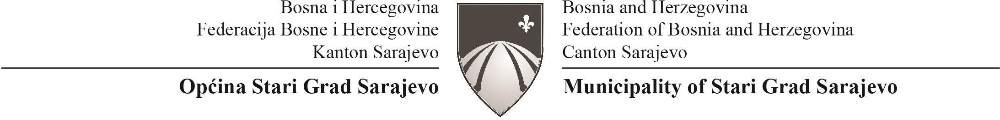 Bosna i Hercegovina
Federacija Bosne i Hercegovine
Kanton Sarajevo
Općina Stari Grad Sarajevo
Bosnia and Herzegovina
Federation of Bosnia and Herzegovina
Canton Sarajevo
Municipality of Stari Grad Sarajevo